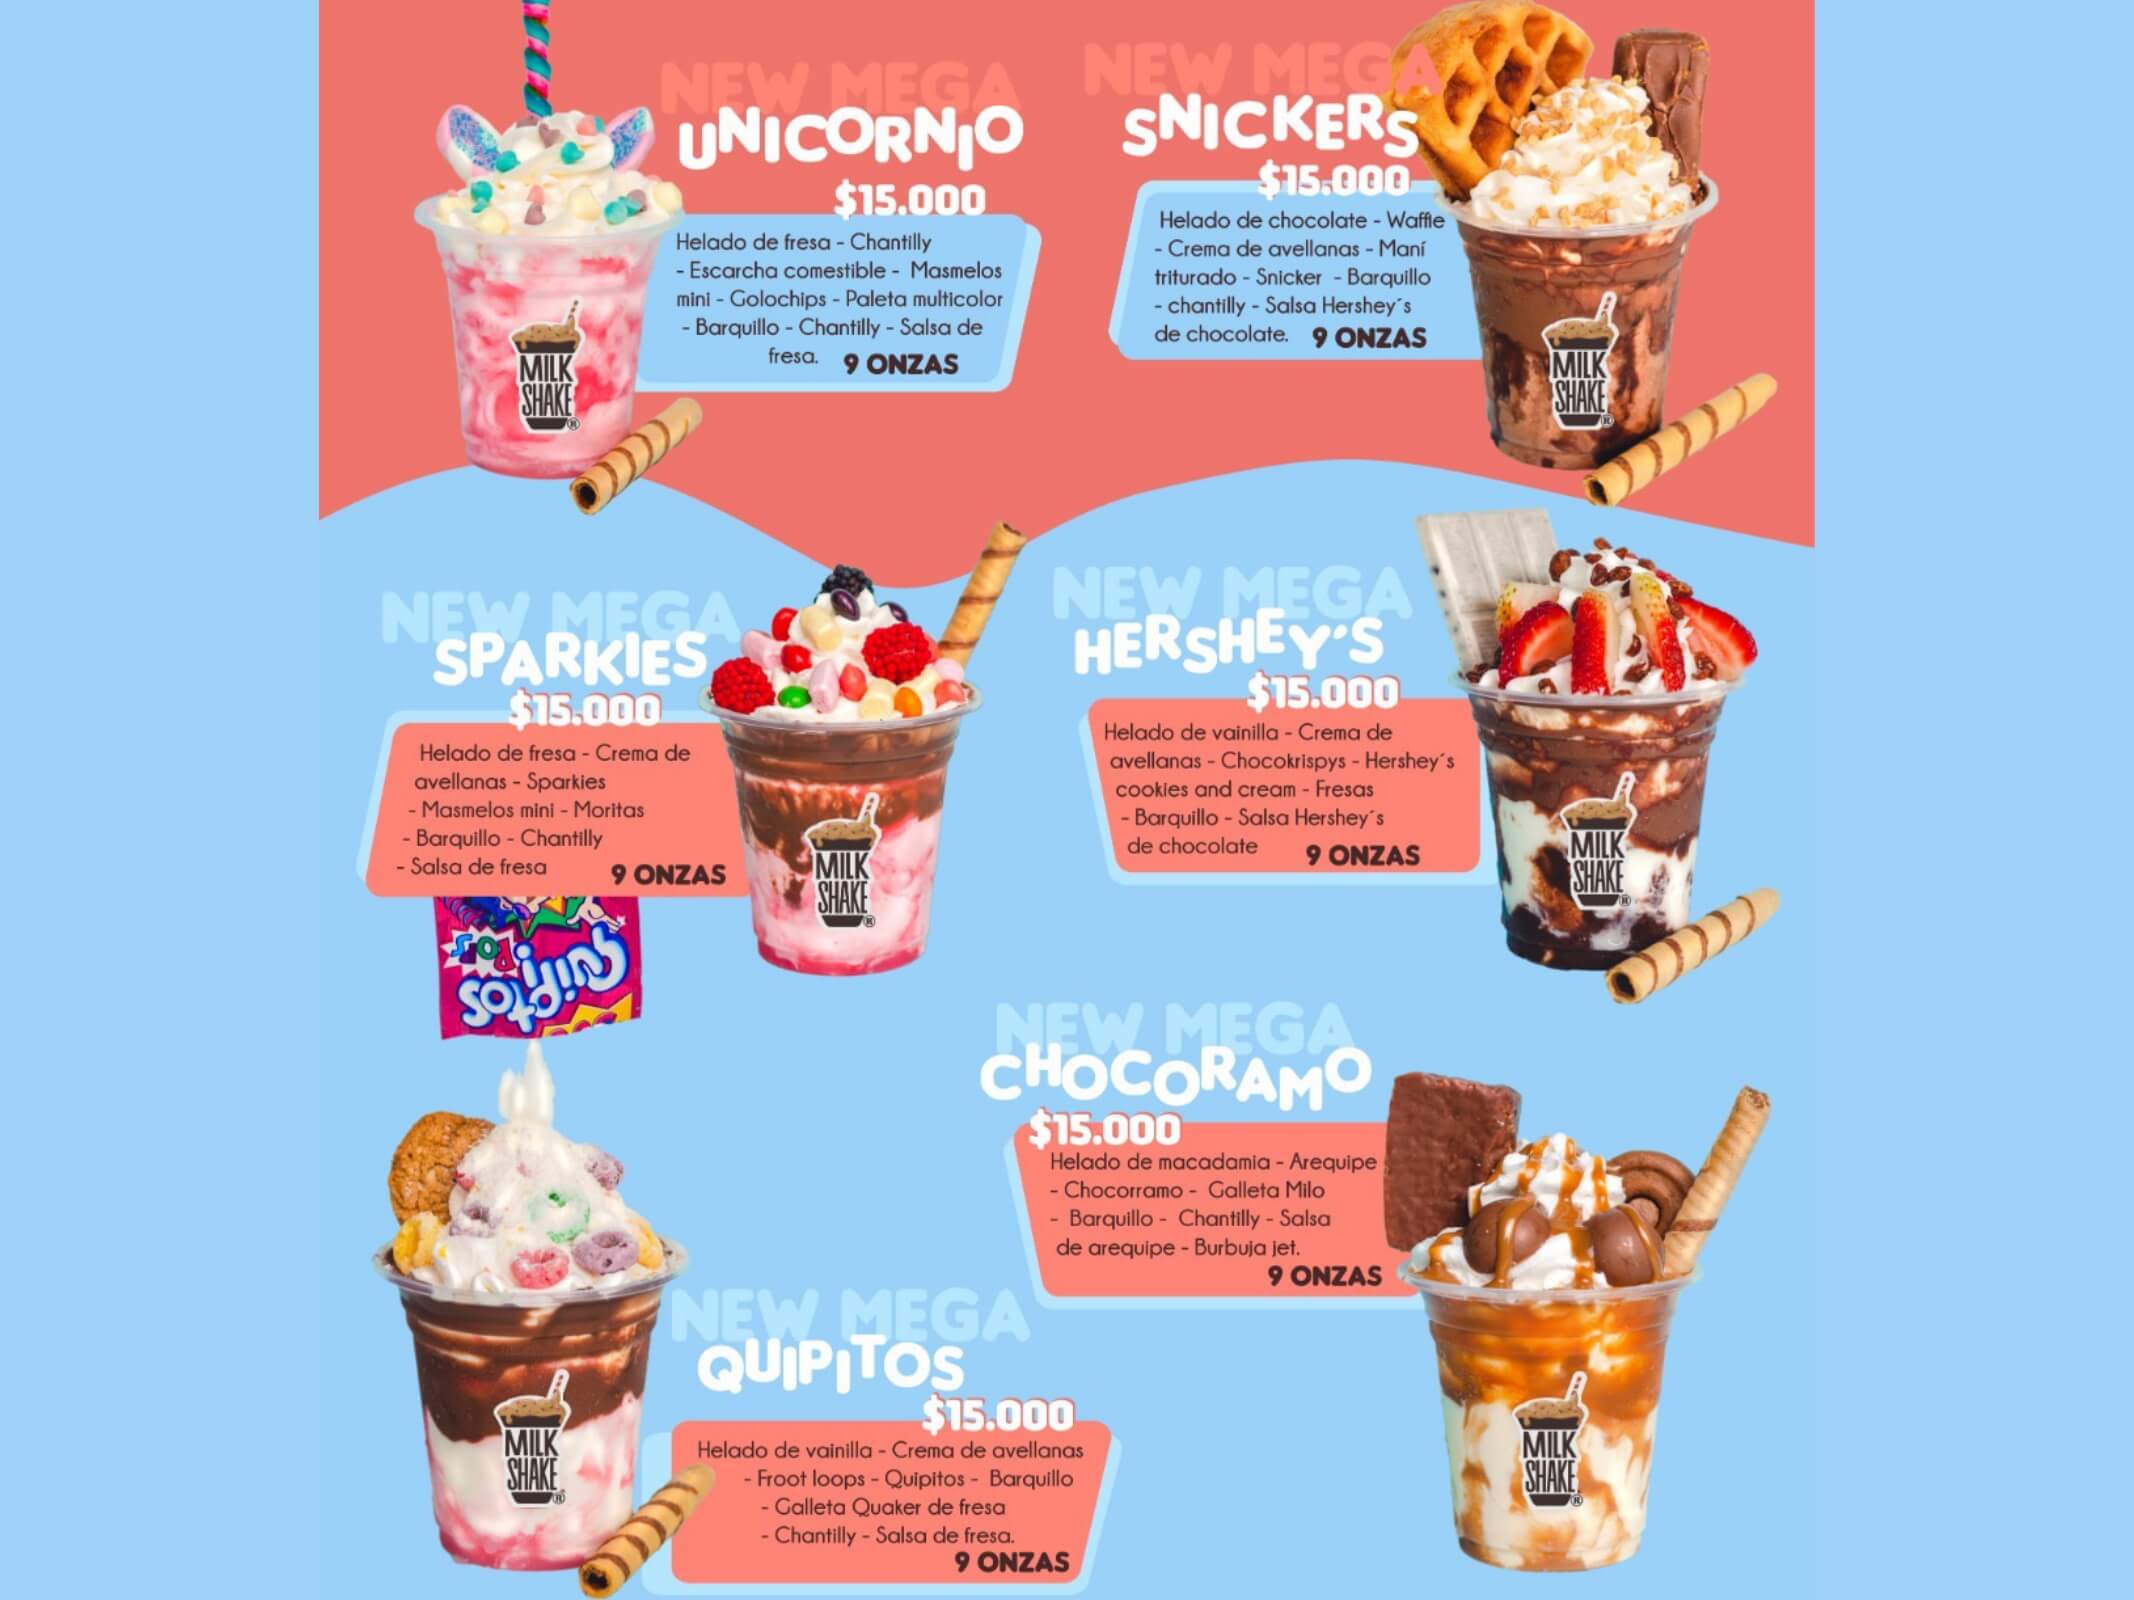 NEW MEGA
UNICORNIO
$15.000
Helado de fresa - Chantilly
- Escarcha comestible - Masmelos
mini - Golochips - Paleta multicolor
- Barquillo - Chantilly - Salsa de
fresa. 9 ONZAS
MILK
SHAKE
®
NEW MEGA
SNICKERS
$15.000
Helado de chocolate - Waffle
- Crema de avellanas - Maní
triturado - Snicker - Barquillo
- chantilly - Salsa Hershey´s
de chocolate. 9 ONZAS
MILK
SHAKE
®
NEW MEGA
SPARKIES
$15.000
Helado de fresa - Crema de
avellanas - Sparkies
- Masmelos mini - Moritas
- Barquillo - Chantilly
- Salsa de fresa 9 ONZAS
MILK
SHAKE
®
NEW MEGA
HERSHEY'S
$15.000
Helado de vainilla - Crema de
avellanas - Chocokrispys - Hershey´s
cookies and cream - Fresas
- Barquillo - Salsa Hershey´s
de chocolate 9 ONZAS
MILK
SHAKE
®
Quipitos
POPS
NEW MEGA
CHOCORAMO
$15.000
Helado de macadamia - Arequipe
- Chocorramo - Galleta Milo
- Barquillo - Chantilly - Salsa
de arequipe - Burbuja jet.
9 ONZAS
MILK
SHAKE
®
NEW MEGA
QUIPITOS
$15.000
Helado de vainilla - Crema de avellanas
- Froot loops - Quipitos - Barquillo
- Galleta Quaker de fresa
- Chantilly - Salsa de fresa.
9 ONZAS
MILK
SHAKE
®